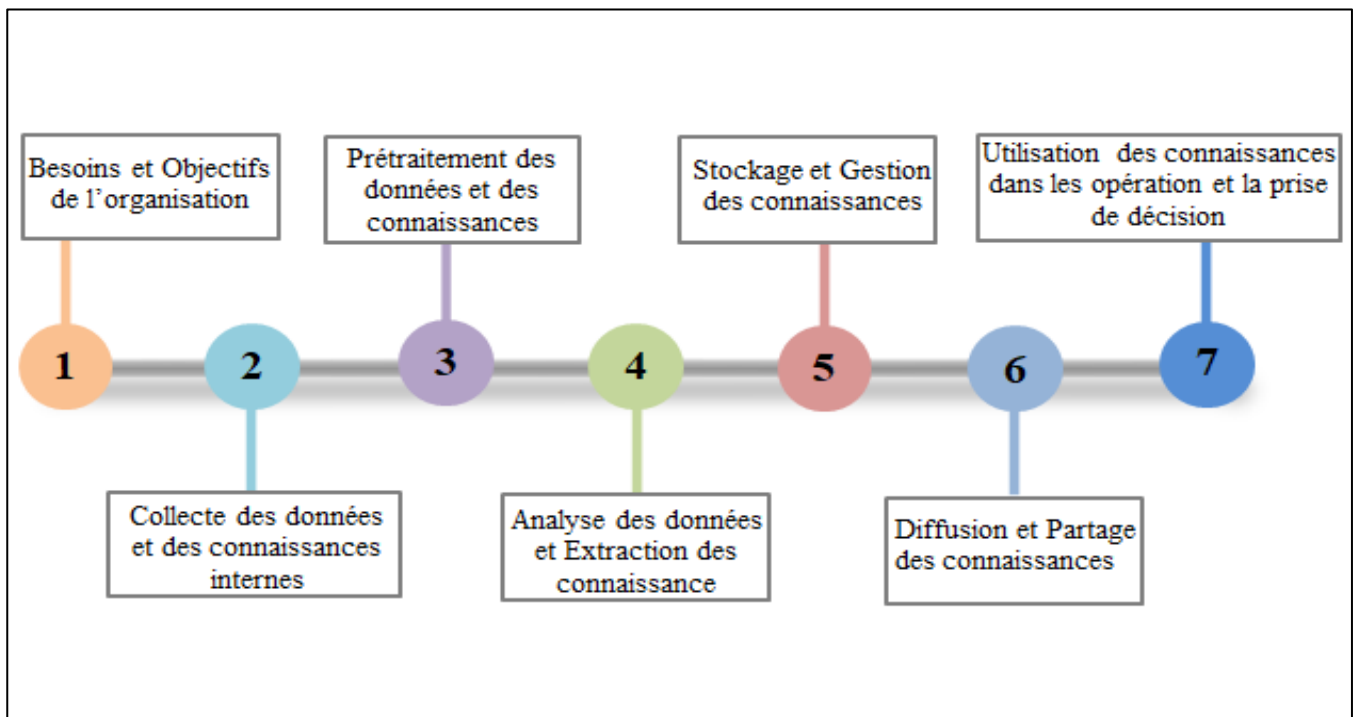 1
Besoins et Objectifs
de l'organisation
2
Collecte des données
et des connaissances
internes
3
Prétraitement des
données et des
connaissances
4
Analyse des données
et Extraction des
connaissance
5
Stockage et Gestion
des connaissances
6
Diffusion et Partage
des connaissances
7
Utilisation des connaissances
dans les opération et la prise
de décision